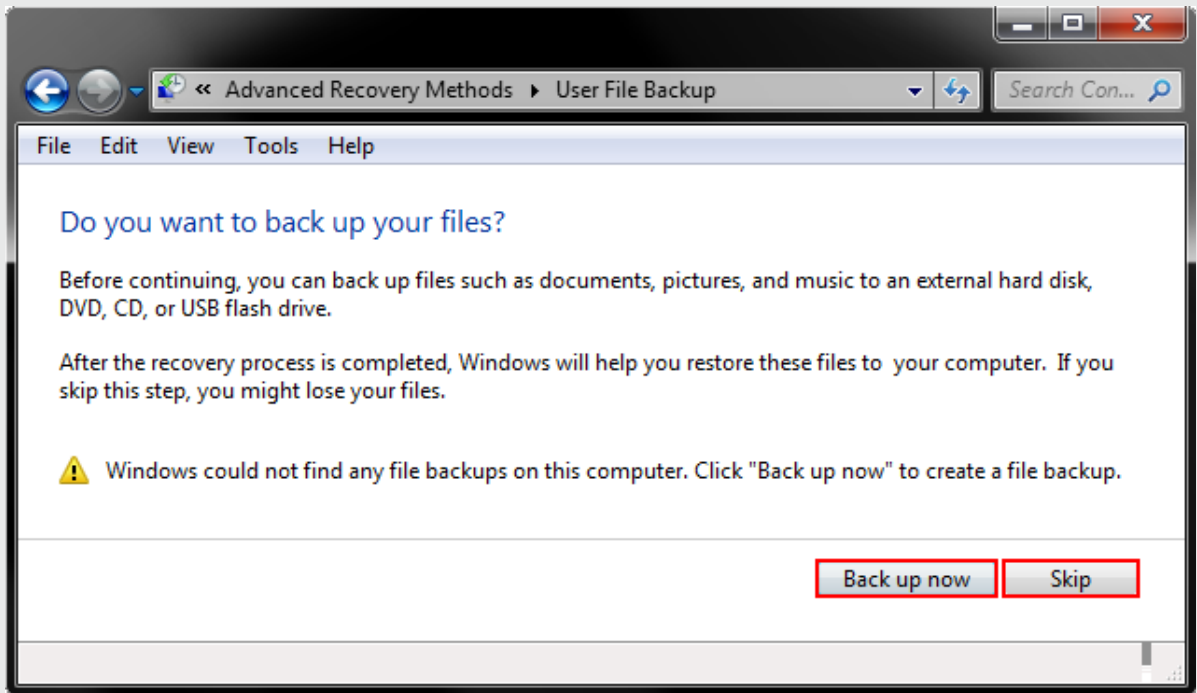 « Advanced Recovery Methods ▸ User File Backup
Search Con...
File Edit View Tools Help
Do you want to back up your files?
Before continuing, you can back up files such as documents, pictures, and music to an external hard disk,
DVD, CD, or USB flash drive.
After the recovery process is completed, Windows will help you restore these files to  your computer.  If you
skip this step, you might lose your files.
Windows could not find any file backups on this computer. Click "Back up now" to create a file backup.
Back up now
Skip